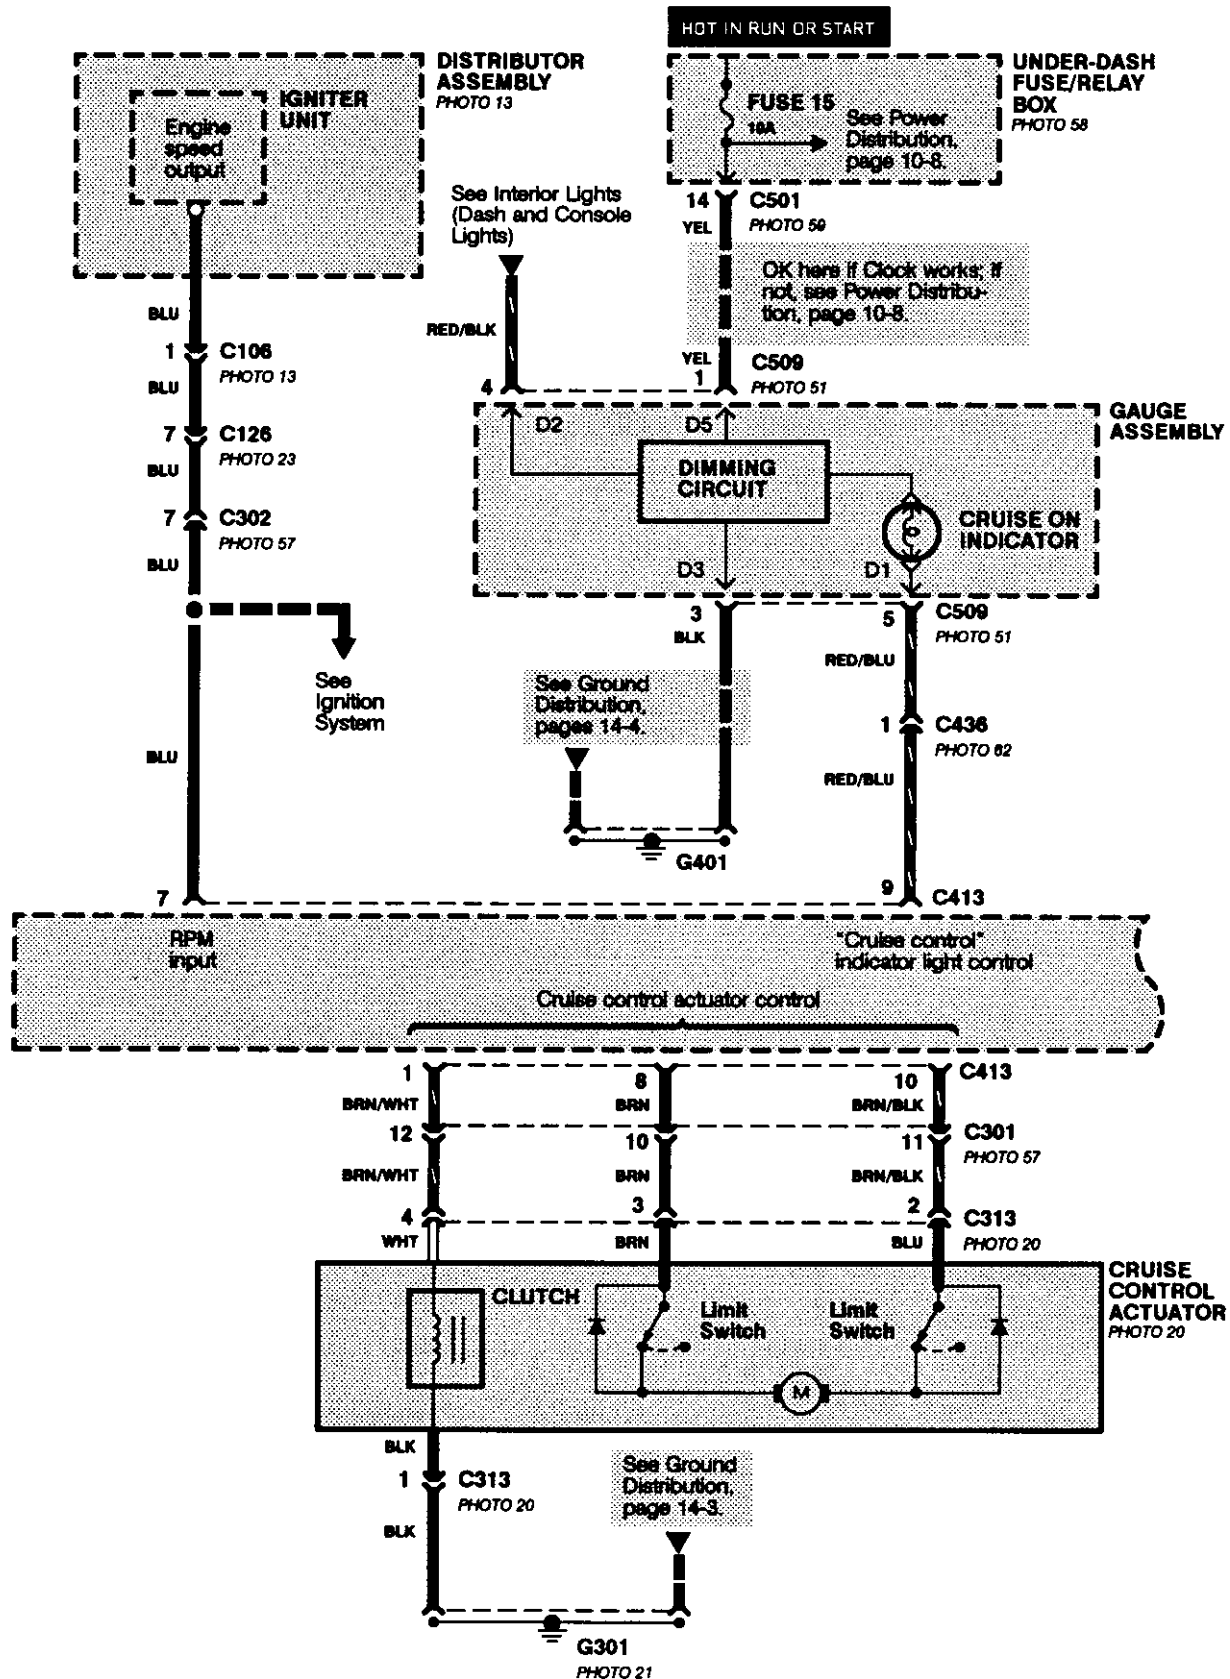 HOT IN RUN OR START
DISTRIBUTOR
ASSEMBLY
PHOTO 13
IGNITER
UNIT
Engine
speed
output
UNDER-DASH
FUSE/RELAY
BOX
PHOTO 58
FUSE 15
10A
See Power
Distribution,
page 10-8.
See Interior Lights
(Dash and Console
Lights)
14
C501
YEL
PHOTO 59
OK here if Clock works; if
not, see Power Distribu-
tion, page 10-8.
BLU
RED/BLK
1
C106
PHOTO 13
BLU
YEL
1
C509
PHOTO 51
4
7
C126
PHOTO 23
BLU
GAUGE
ASSEMBLY
D2
D5
DIMMING
CIRCUIT
CRUISE ON
INDICATOR
7
C302
PHOTO 57
BLU
D3
D1
3
BLK
5
C509
PHOTO 51
RED/BLU
See
Ignition
System
See Ground
Distribution,
pages 14-4.
1
C436
PHOTO 62
BLU
RED/BLU
G401
7
9
C413
RPM
input
"Cruise control"
indicator light control
Cruise control actuator control
1
8
10
C413
BRN/WHT
BRN
BRN/BLK
12
10
11
C301
PHOTO 57
BRN/WHT
BRN
BRN/BLK
4
3
2
C313
PHOTO 20
WHT
BRN
BLU
CRUISE
CONTROL
ACTUATOR
PHOTO 20
CLUTCH
Limit
Switch
Limit
Switch
M
BLK
1
C313
PHOTO 20
BLK
See Ground
Distribution,
page 14-3.
G301
PHOTO 21